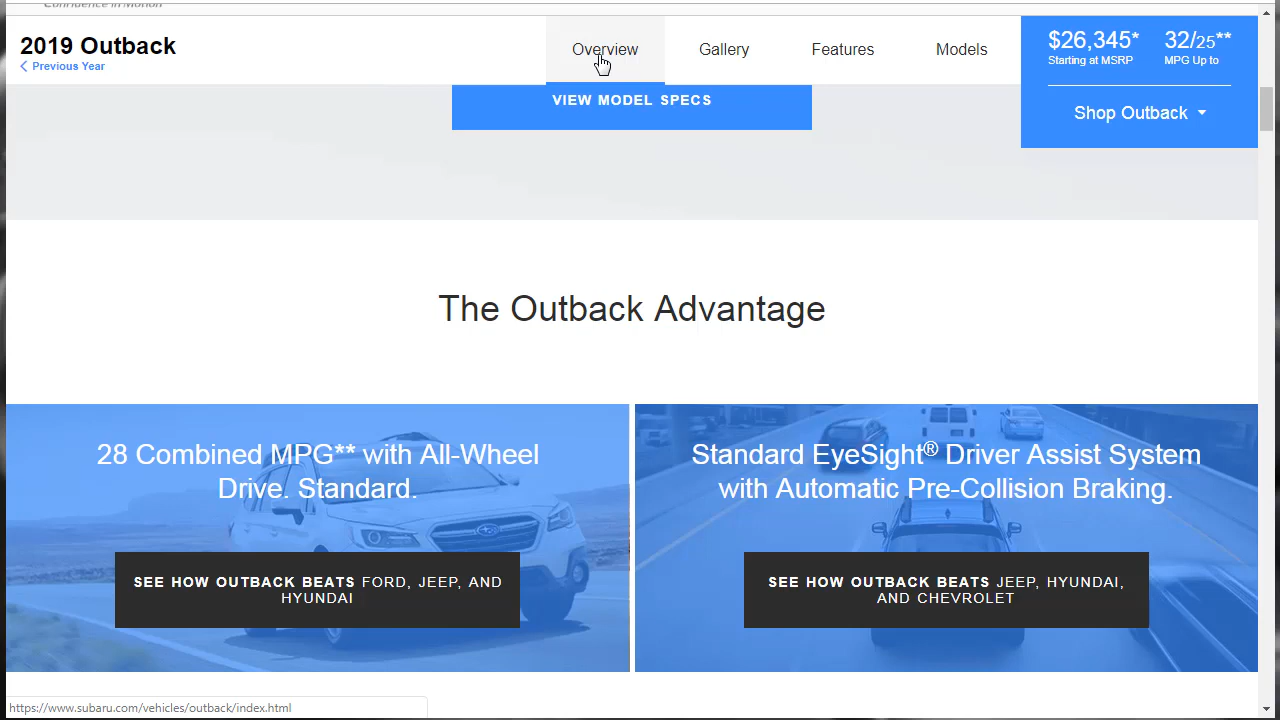 Confidence in Motion
2019 Outback
Previous Year
Overview
Gallery
Features
Models
$26,345*
Starting at MSRP
32/25**
MPG Up to
Shop Outback
VIEW MODEL SPECS
The Outback Advantage
28 Combined MPG** with All-Wheel
Drive. Standard.
SEE HOW OUTBACK BEATS FORD, JEEP, AND
HYUNDAI
Standard EyeSight® Driver Assist System
with Automatic Pre-Collision Braking.
SEE HOW OUTBACK BEATS JEEP, HYUNDAI,
AND CHEVROLET
https://www.subaru.com/vehicles/outback/index.html